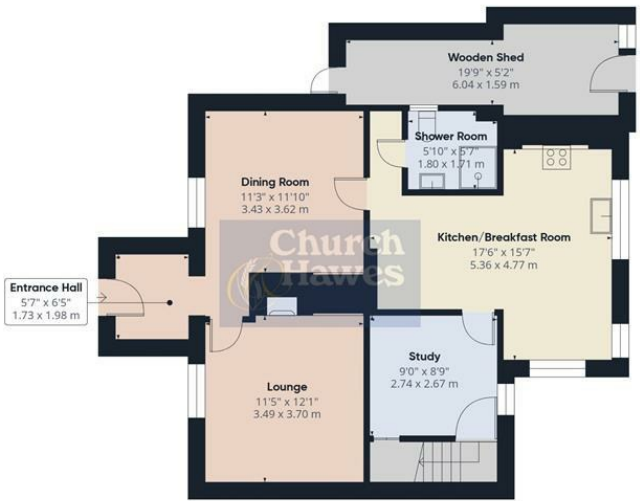 Wooden Shed
19'9" x 5'2"
6.04 x 1.59 m
Shower Room
5'10" x 5'7"
1.80 x 1.71 m
Dining Room
11'3" x 11'10"
3.43 x 3.62 m
Kitchen/Breakfast Room
17'6" x 15'7"
5.36 x 4.77 m
Church
Hawes
Entrance Hall
5'7" x 6'5"
1.73 x 1.98 m
Lounge
11'5" x 12'1"
3.49 x 3.70 m
Study
9'0" x 8'9"
2.74 x 2.67 m